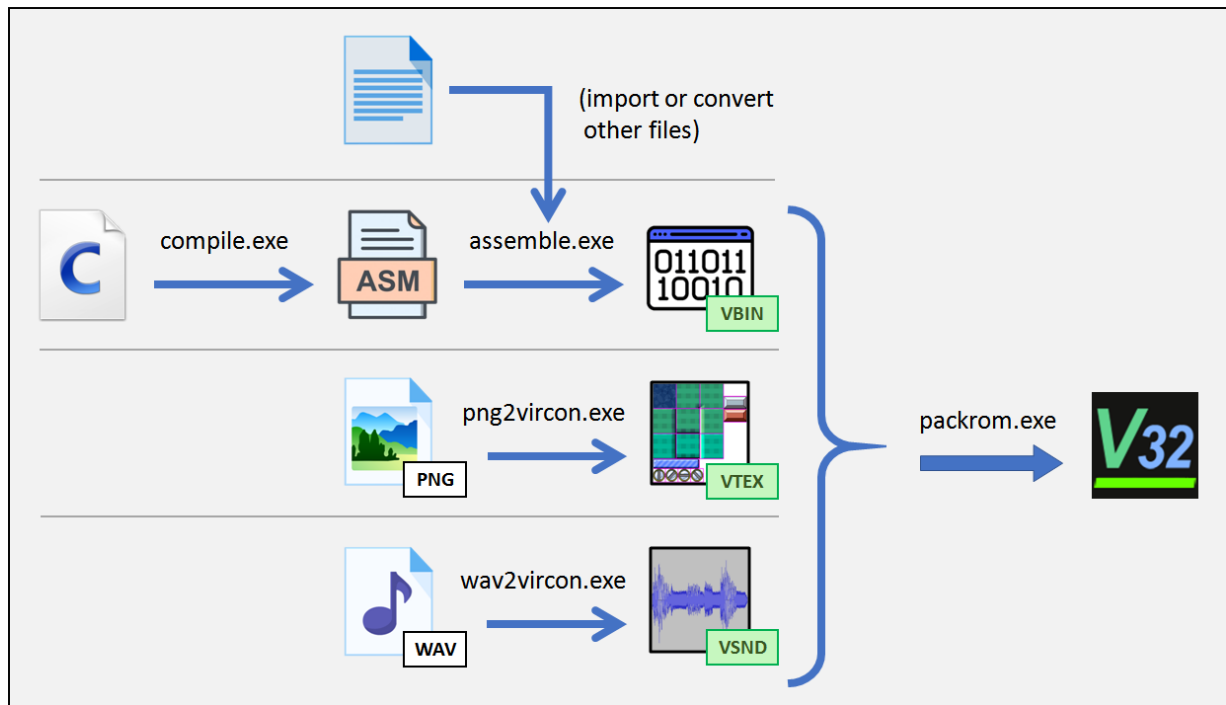 (import or convert
other files)
C
compile.exe
ASM
assemble.exe
011011
10010
VBIN
PNG
png2vircon.exe
VTEX
packrom.exe
V32
WAV
wav2vircon.exe
VSND